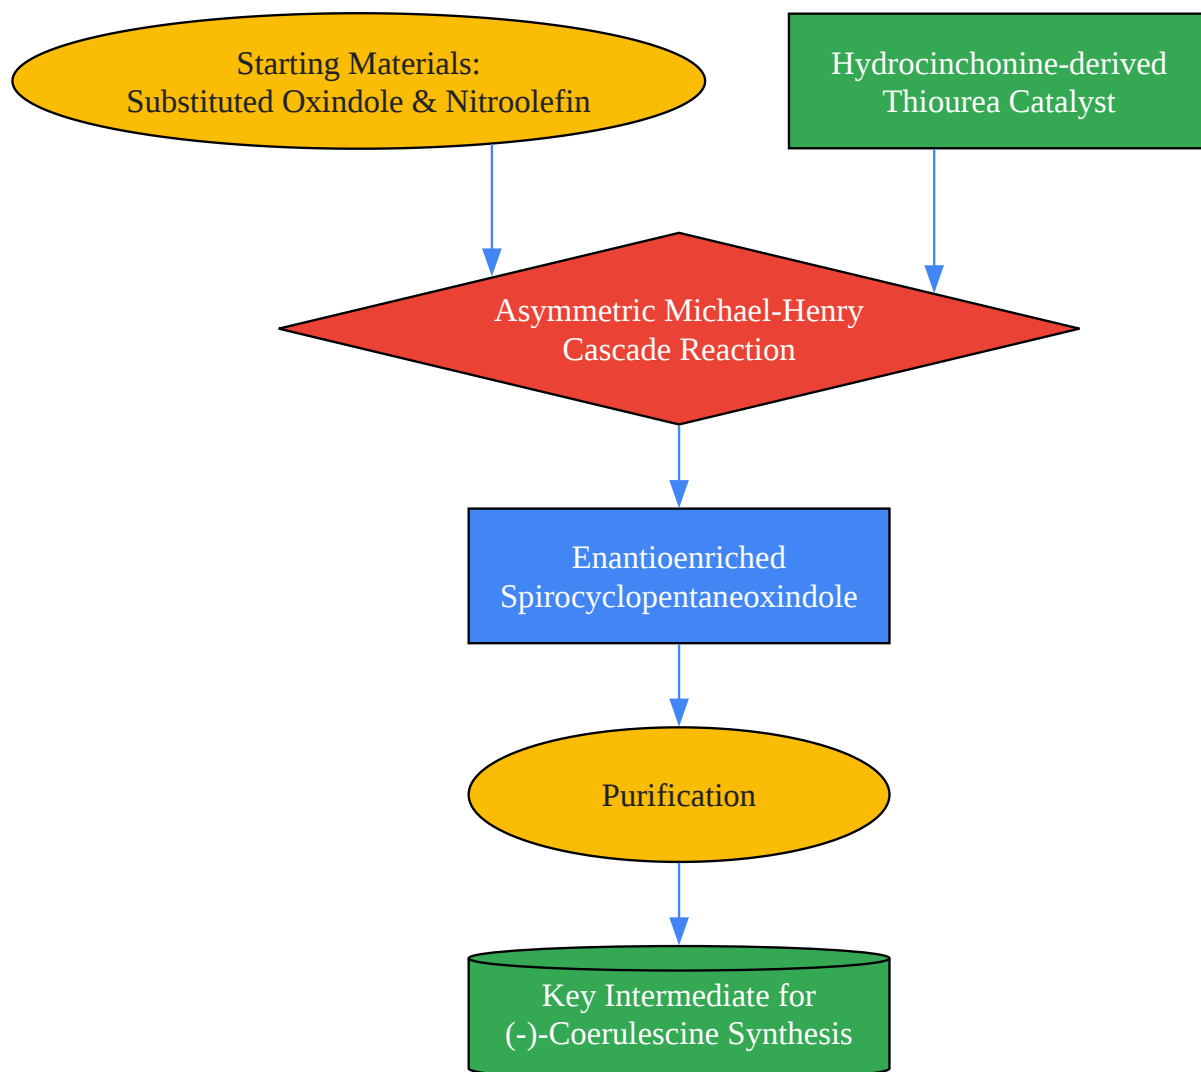 Starting Materials:
Substituted Oxindole & Nitroolefin
Hydrocinchonine-derived
Thiourea Catalyst
Asymmetric Michael-Henry
Cascade Reaction
Enantioenriched
Spirocyclopentaneoxindole
Purification
Key Intermediate for
(-)-Coerulescine Synthesis